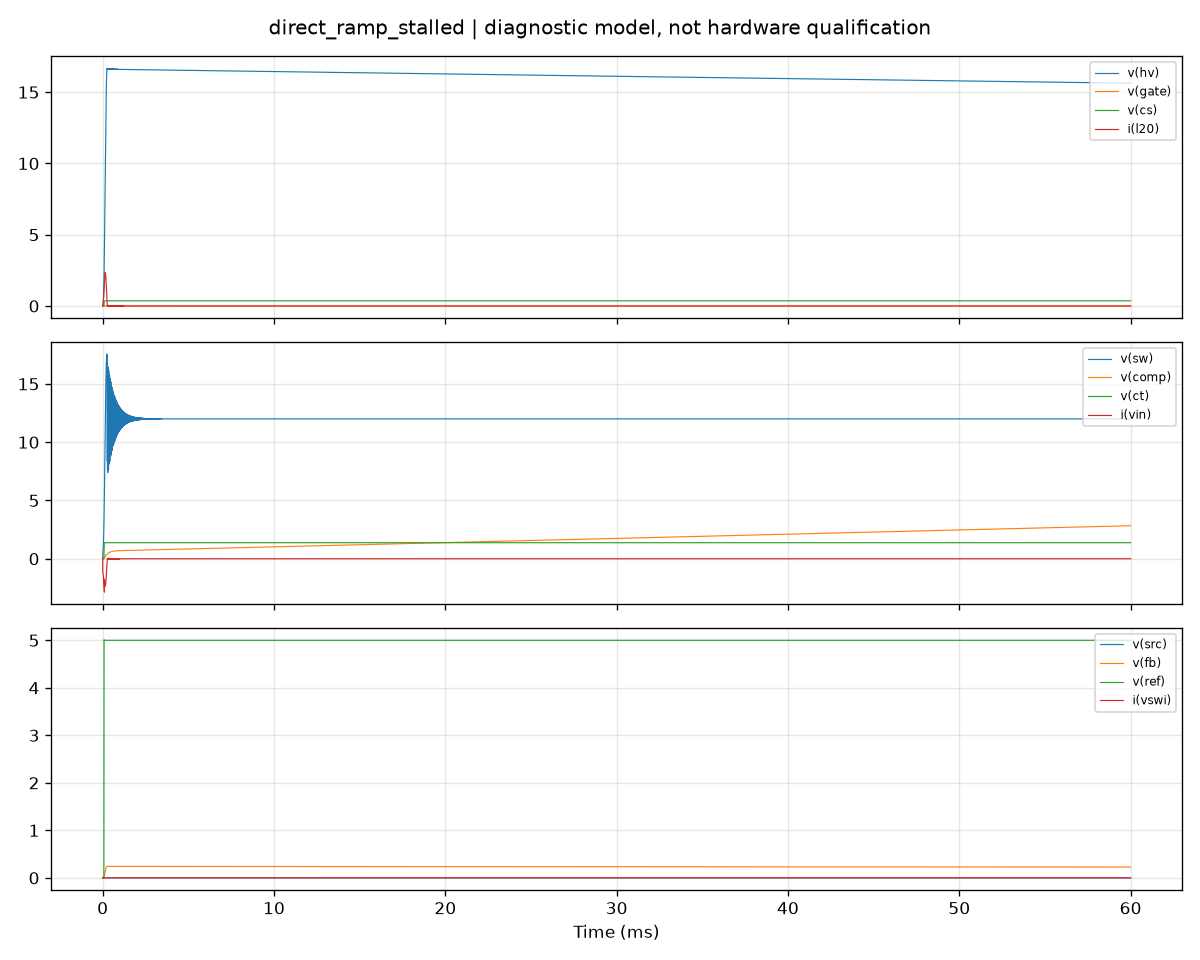 direct_ramp_stalled | diagnostic model, not hardware qualification
15
10
5
0
v(hv)
v(gate)
v(cs)
i(l20)
15
10
5
0
v(sw)
v(comp)
v(ct)
i(vin)
5
4
3
2
1
0
v(src)
v(fb)
v(ref)
i(vswi)
0
10
20
30
40
50
60
Time (ms)